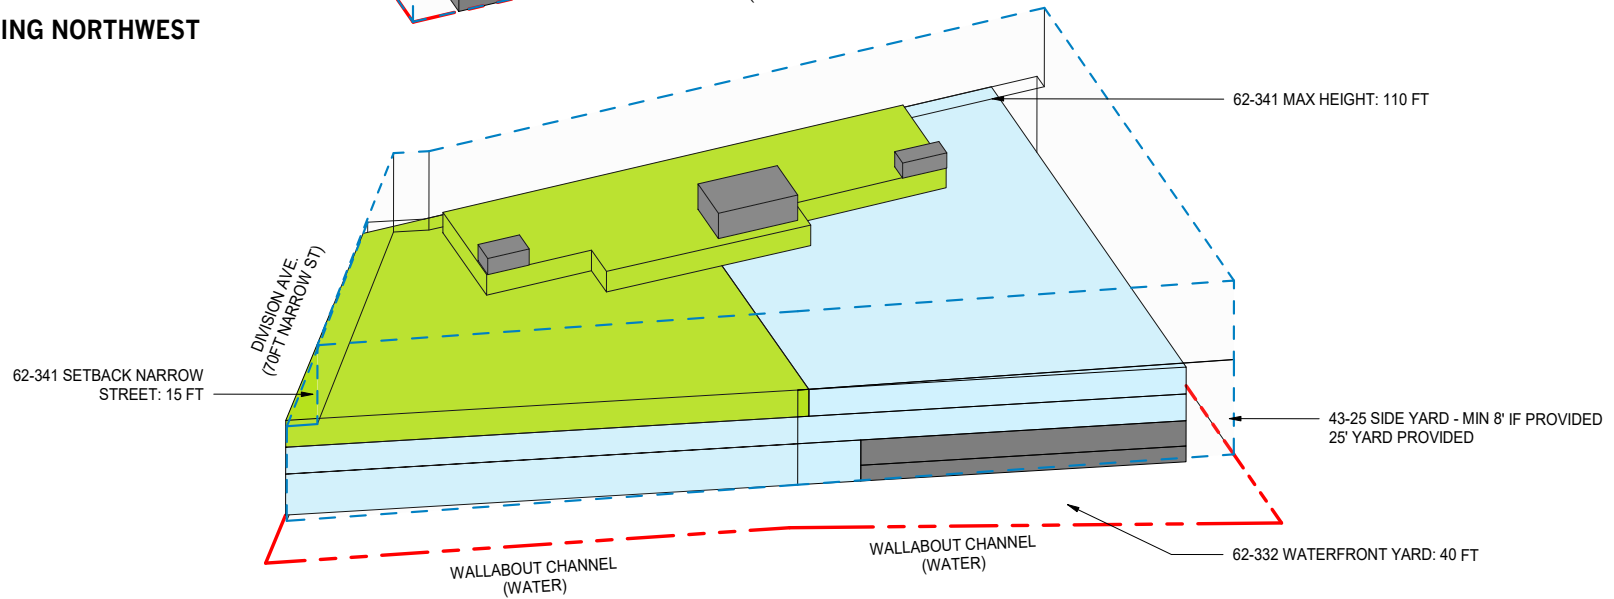 ING NORTHWEST
62-341 MAX HEIGHT: 110 FT
DIVISION AVE.
(70FT NARROW ST)
62-341 SETBACK NARROW
STREET: 15 FT
43-25 SIDE YARD - MIN 8' IF PROVIDED
25' YARD PROVIDED
WALLABOUT CHANNEL
(WATER)
WALLABOUT CHANNEL
(WATER)
62-332 WATERFRONT YARD: 40 FT